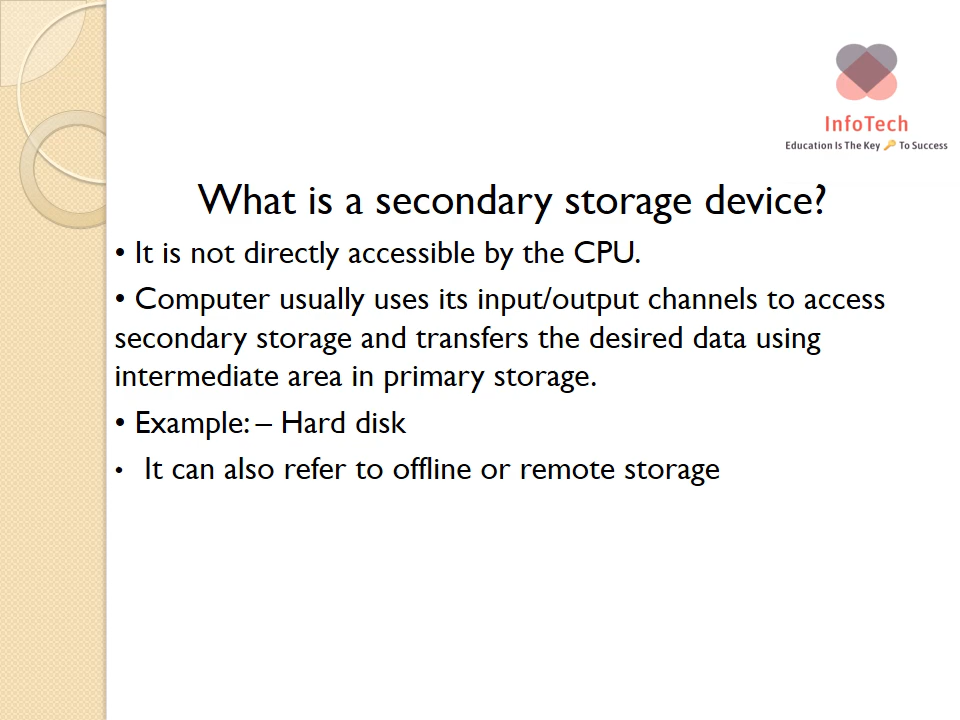 InfoTech
Education Is The Key 🔑 To Success
What is a secondary storage device?
• It is not directly accessible by the CPU.
• Computer usually uses its input/output channels to access
secondary storage and transfers the desired data using
intermediate area in primary storage.
• Example: – Hard disk
• It can also refer to offline or remote storage